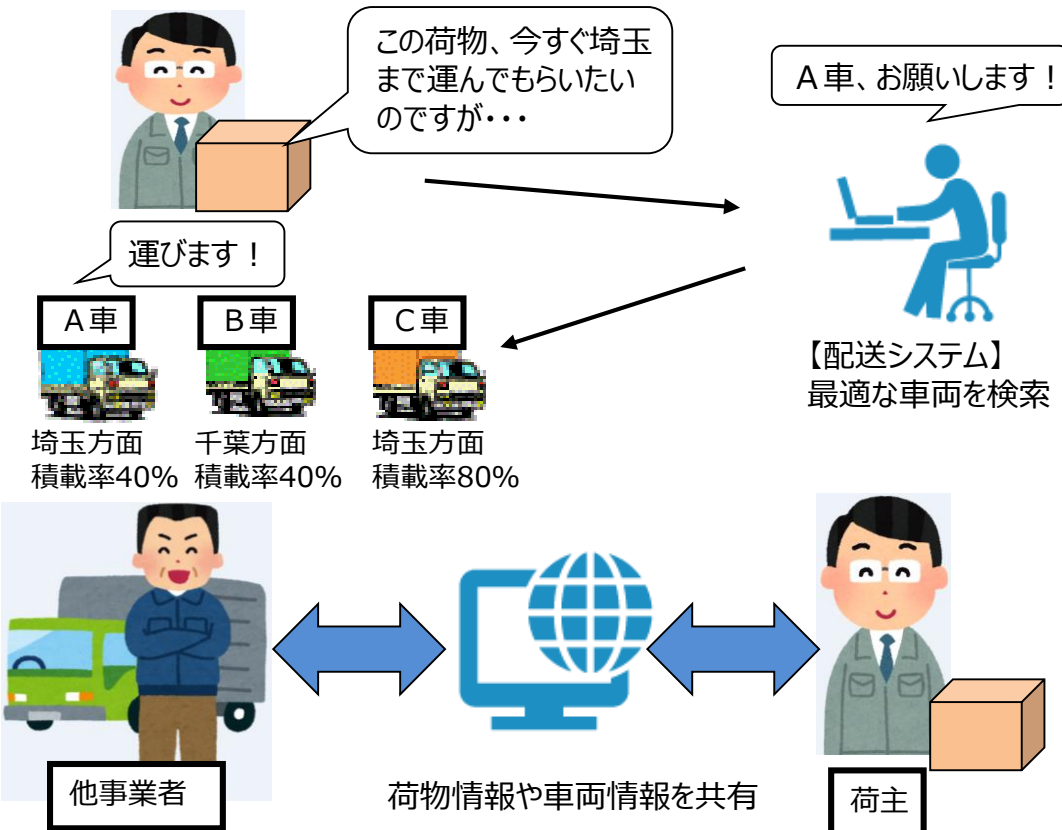 この荷物、今すぐ埼玉
まで運んでもらいたい
のですが・・・
A車、お願いします！
運びます！
A車
B車
C車
【配送システム】
最適な車両を検索
埼玉方面
積載率40%
千葉方面
積載率40%
埼玉方面
積載率80%
他事業者
荷物情報や車両情報を共有
荷主